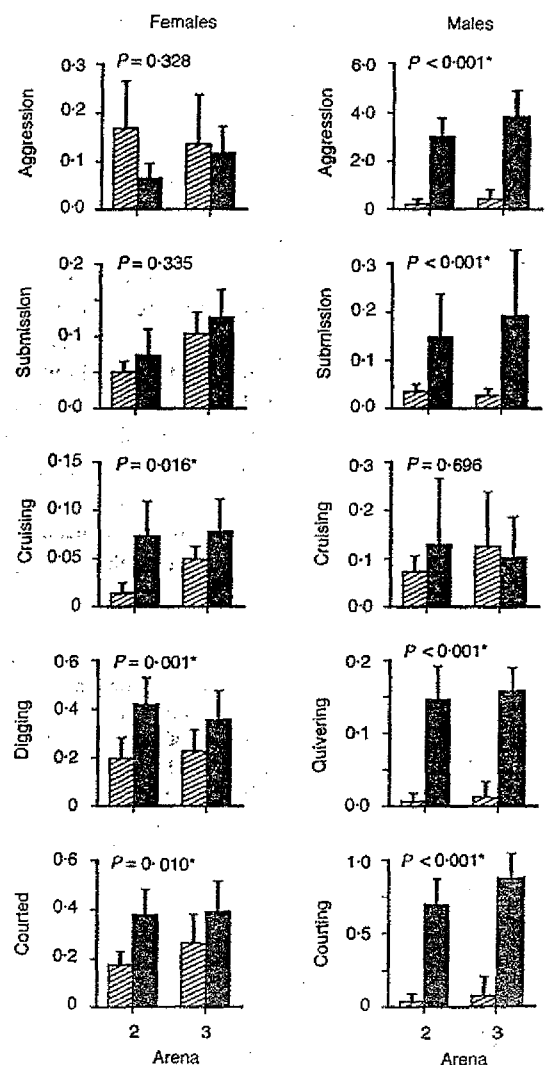 Females
Males
Aggression
0·3
0·2
0·1
0·0
P = 0·328
Aggression
6·0
4·0
2·0
0
P < 0·001*
Submission
0·2
0·1
0·0
P = 0·335
Submission
0·3
0·2
0·1
0·0
P < 0·001*
Cruising
0·15
0·10
0·05
0
P = 0·016*
Cruising
0·3
0·2
0·1
0·0
P = 0·696
Digging
0·6
0·4
0·2
0
P = 0·001*
Quivering
0·2
0·1
0·0
P < 0·001*
Courted
0·6
0·4
0·2
0
P = 0·010*
2 3
Arena
Courting
1·0
0·5
0
P < 0·001*
2 3
Arena